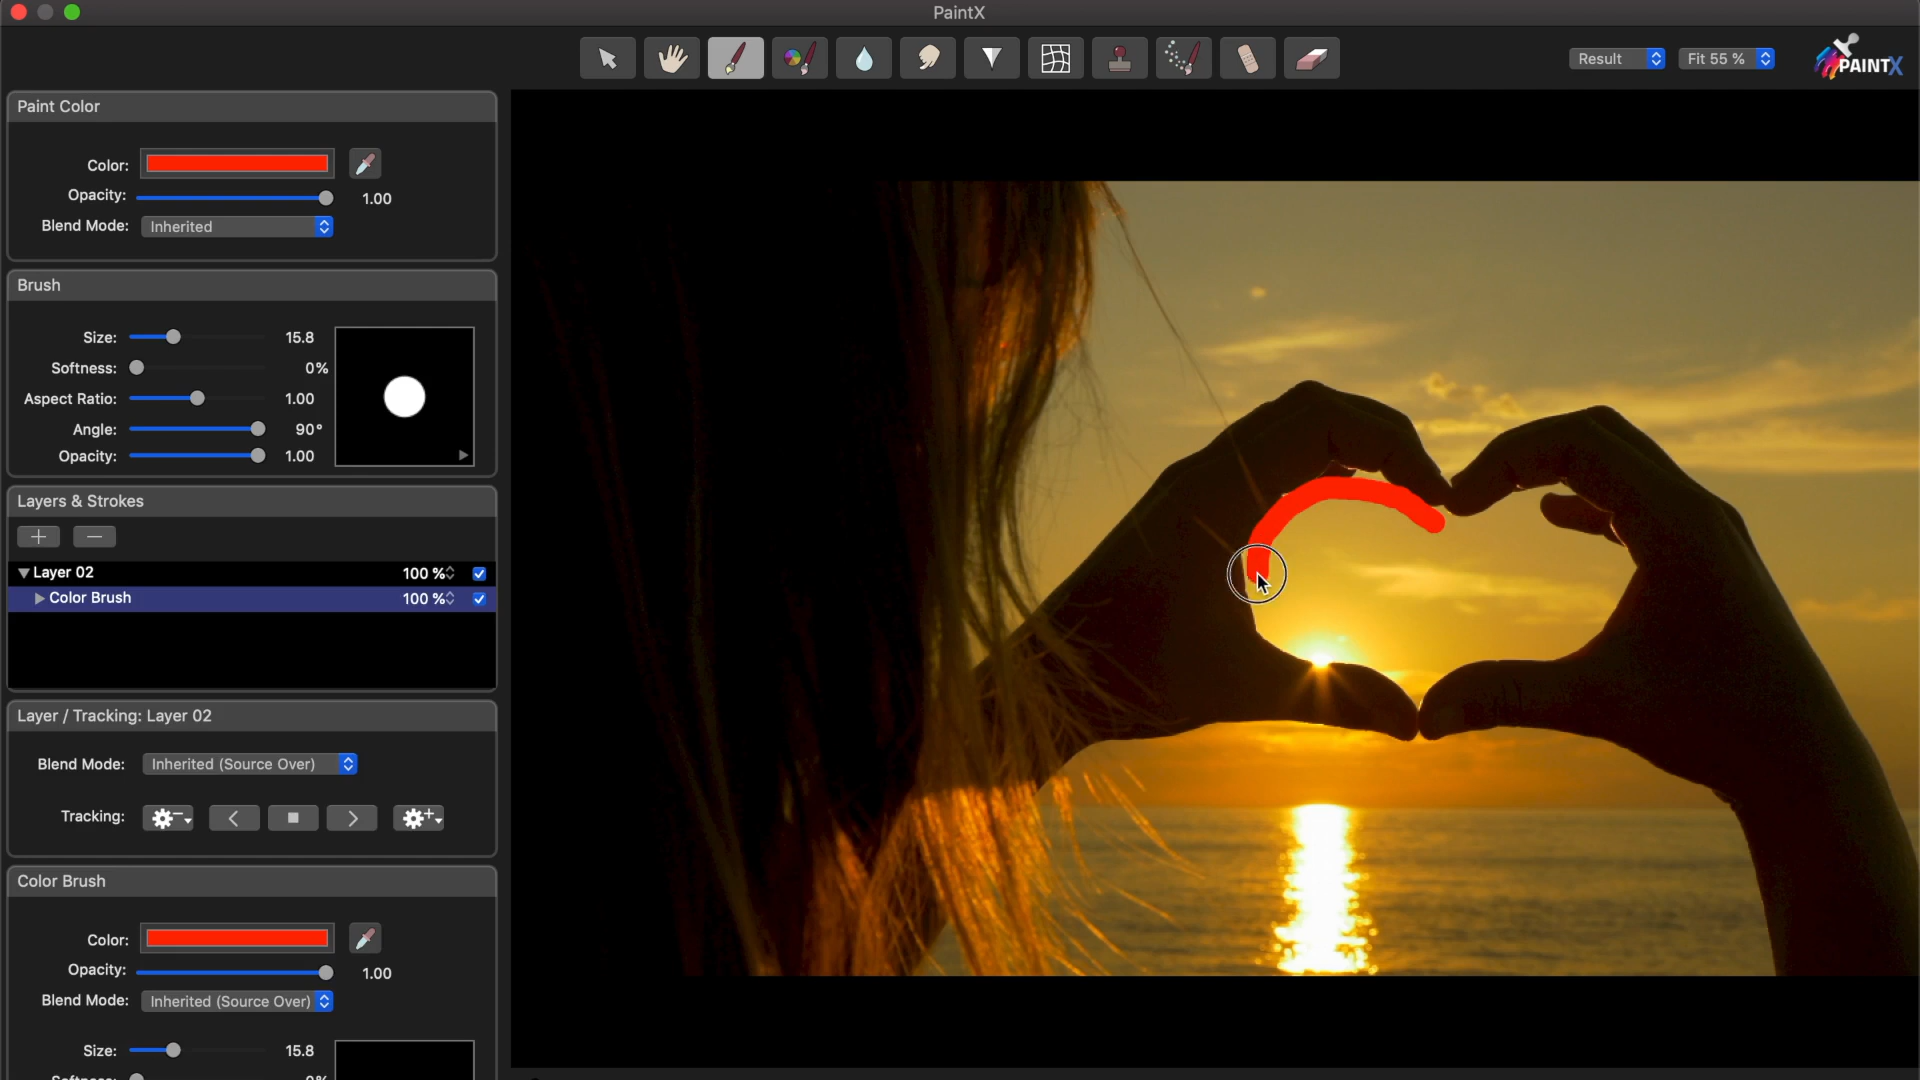 PaintX
Result
Fit 55 %
PAINTX
Paint Color
Color:
Opacity: 1.00
Blend Mode: Inherited
Brush
Size: 15.8
Softness: 0%
Aspect Ratio: 1.00
Angle: 90°
Opacity: 1.00
Layers & Strokes
Layer 02 100 %
Color Brush 100 %
Layer / Tracking: Layer 02
Blend Mode: Inherited (Source Over)
Tracking:
Color Brush
Color:
Opacity: 1.00
Blend Mode: Inherited (Source Over)
Size: 15.8
Softness: 0%